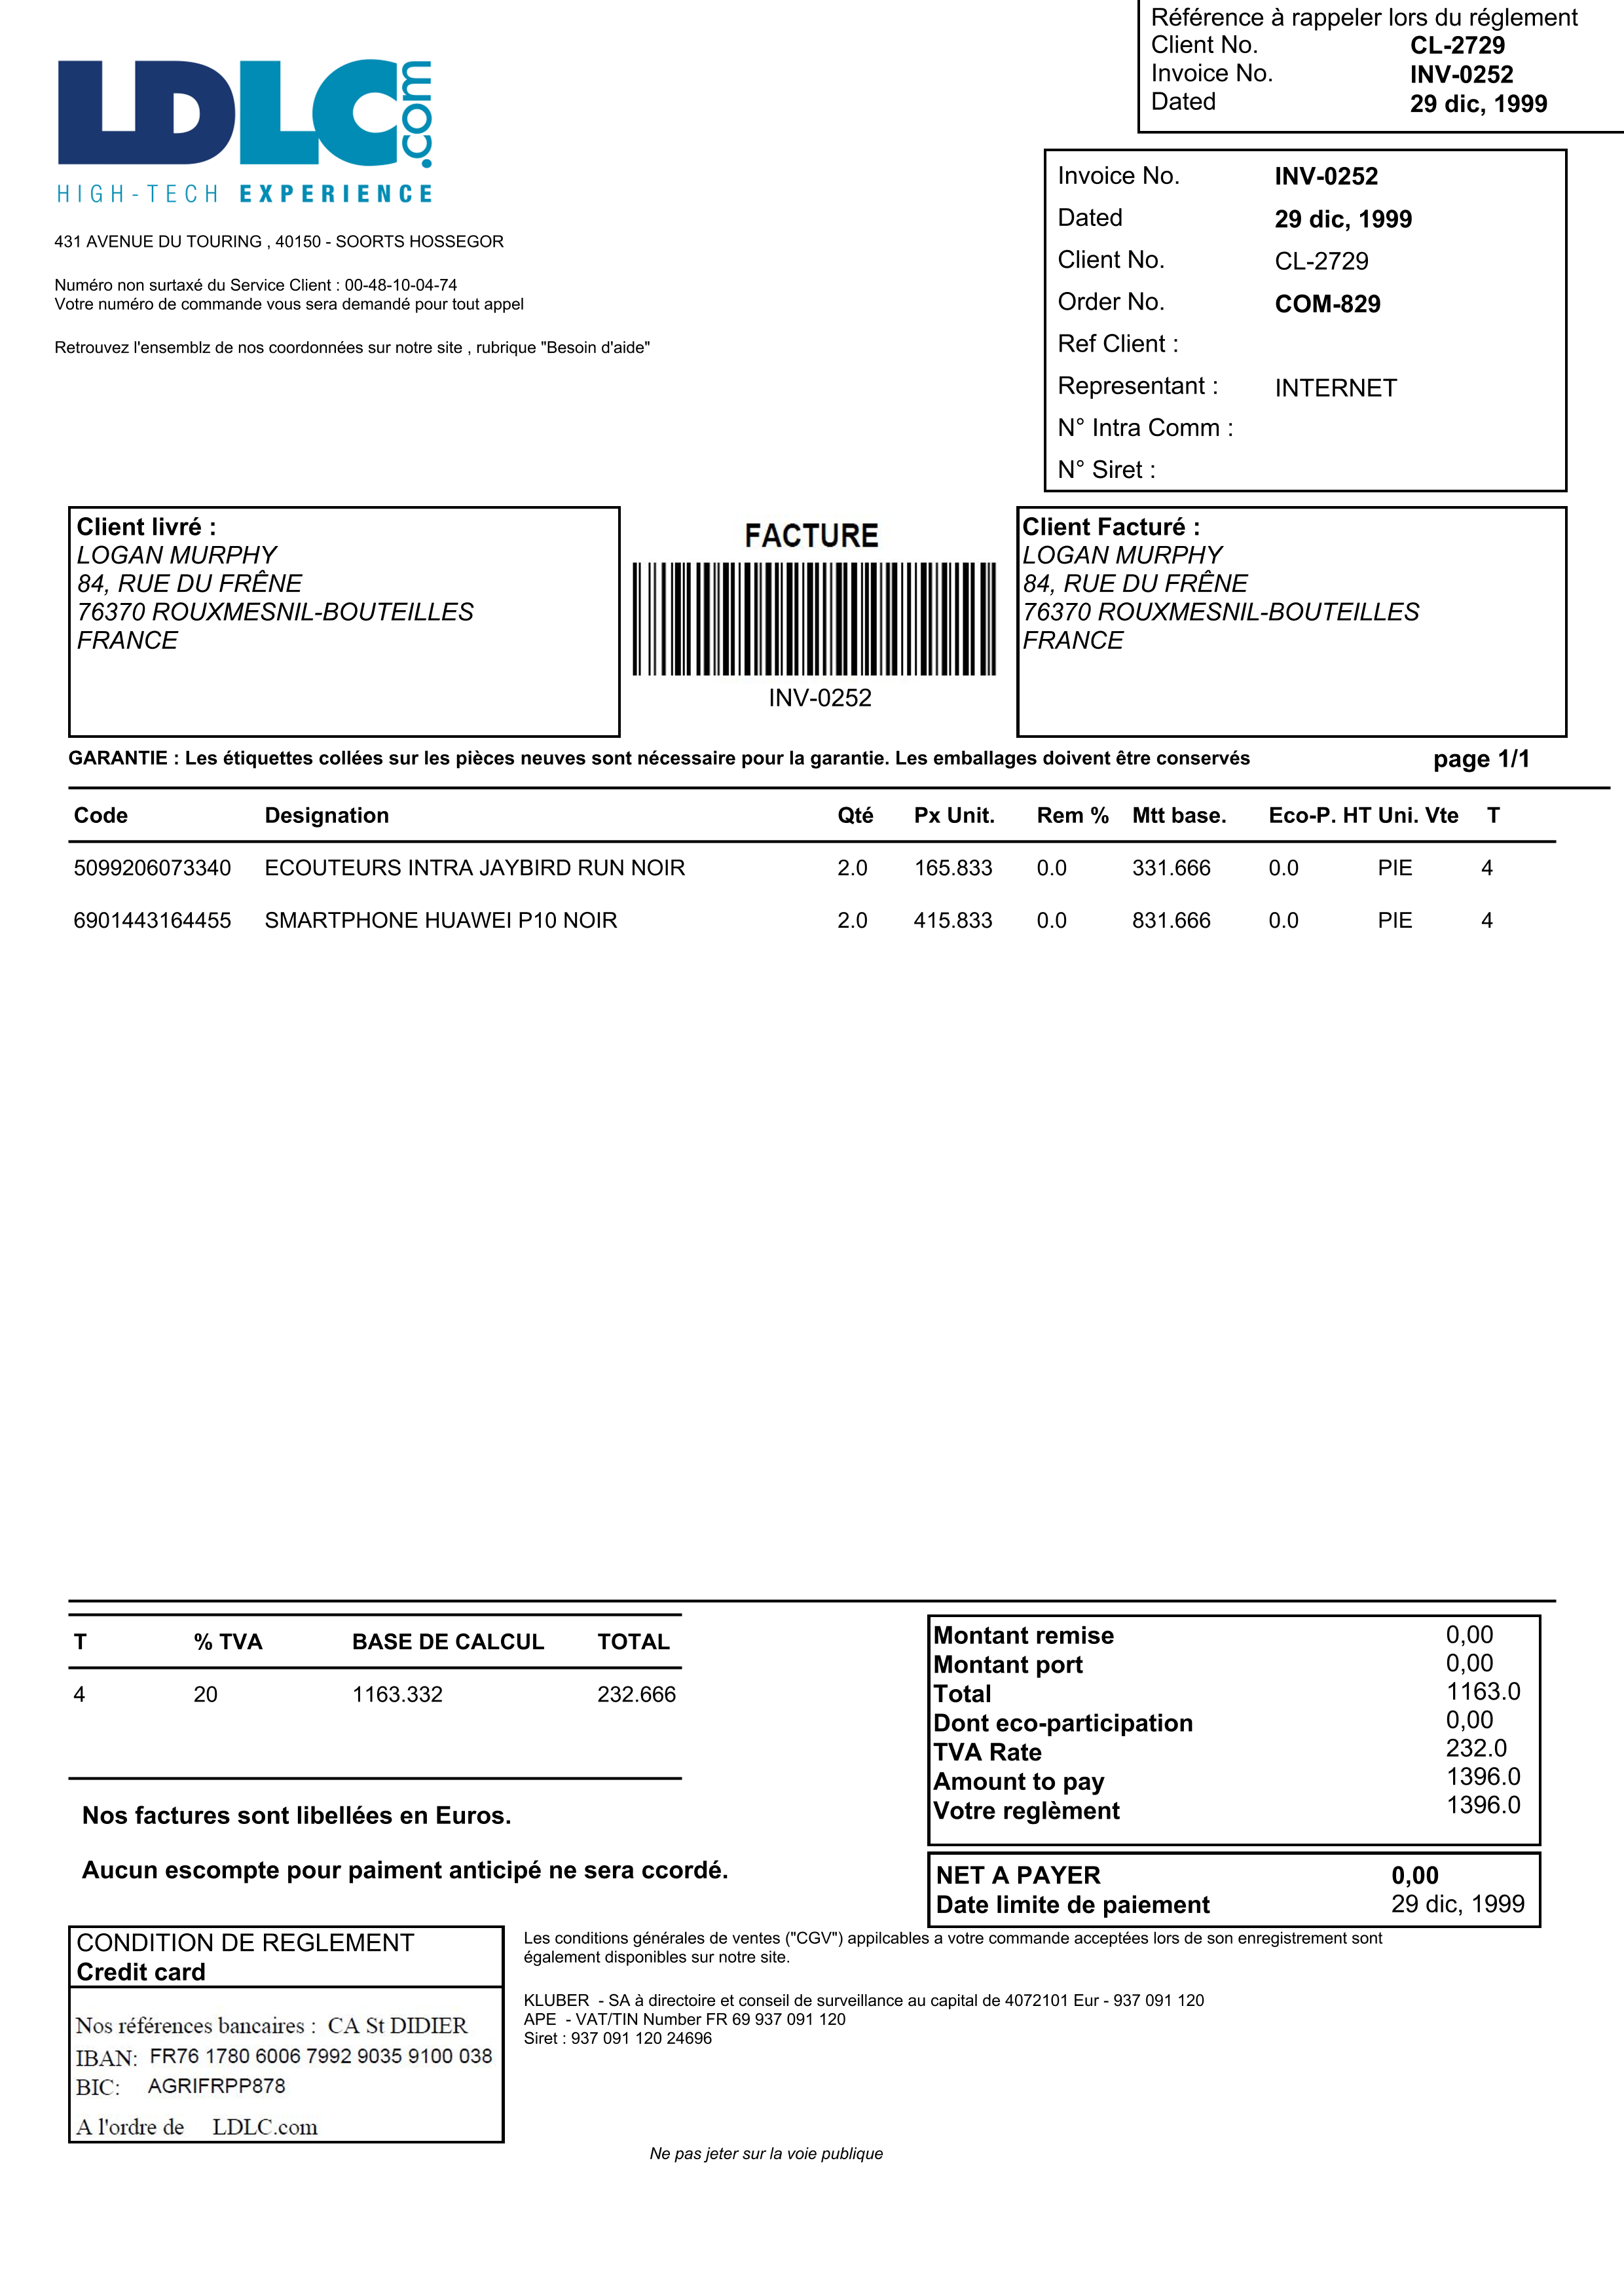 Référence à rappeler lors du réglement
Client No. CL-2729
Invoice No. INV-0252
Dated 29 dic, 1999
LDLC.com
HIGH-TECH EXPERIENCE
431 AVENUE DU TOURING , 40150 - SOORTS HOSSEGOR
Numéro non surtaxé du Service Client : 00-48-10-04-74
Votre numéro de commande vous sera demandé pour tout appel
Retrouvez l'ensemblz de nos coordonnées sur notre site , rubrique "Besoin d'aide"
Invoice No. INV-0252
Dated 29 dic, 1999
Client No. CL-2729
Order No. COM-829
Ref Client :
Representant : INTERNET
N° Intra Comm :
N° Siret :
Client livré :
LOGAN MURPHY
84, RUE DU FRÊNE
76370 ROUXMESNIL-BOUTEILLES
FRANCE
FACTURE
INV-0252
Client Facturé :
LOGAN MURPHY
84, RUE DU FRÊNE
76370 ROUXMESNIL-BOUTEILLES
FRANCE
GARANTIE : Les étiquettes collées sur les pièces neuves sont nécessaire pour la garantie. Les emballages doivent être conservés page 1/1
Code Designation Qté Px Unit. Rem % Mtt base. Eco-P. HT Uni. Vte T
5099206073340 ECOUTEURS INTRA JAYBIRD RUN NOIR 2.0 165.833 0.0 331.666 0.0 PIE 4
6901443164455 SMARTPHONE HUAWEI P10 NOIR 2.0 415.833 0.0 831.666 0.0 PIE 4
T % TVA BASE DE CALCUL TOTAL
4 20 1163.332 232.666
Nos factures sont libellées en Euros.
Aucun escompte pour paiment anticipé ne sera ccordé.
Montant remise 0,00
Montant port 0,00
Total 1163.0
Dont eco-participation 0,00
TVA Rate 232.0
Amount to pay 1396.0
Votre reglèment 1396.0
NET A PAYER 0,00
Date limite de paiement 29 dic, 1999
CONDITION DE REGLEMENT
Credit card
Nos références bancaires : CA St DIDIER
IBAN: FR76 1780 6006 7992 9035 9100 038
BIC: AGRIFRPP878
A l'ordre de LDLC.com
Les conditions générales de ventes ("CGV") appilcables a votre commande acceptées lors de son enregistrement sont
également disponibles sur notre site.
KLUBER - SA à directoire et conseil de surveillance au capital de 4072101 Eur - 937 091 120
APE - VAT/TIN Number FR 69 937 091 120
Siret : 937 091 120 24696
Ne pas jeter sur la voie publique